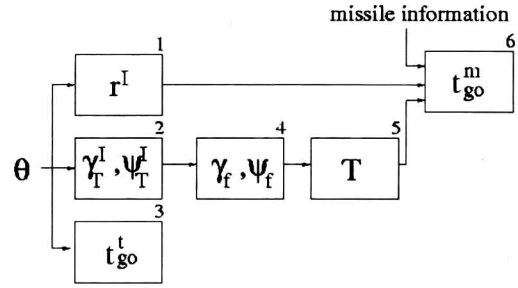 missile information
1
r^I
6
t_go^m
2
θ
γ_T^I , ψ_T^I
4
γ_f , ψ_f
5
T
3
t_go^t